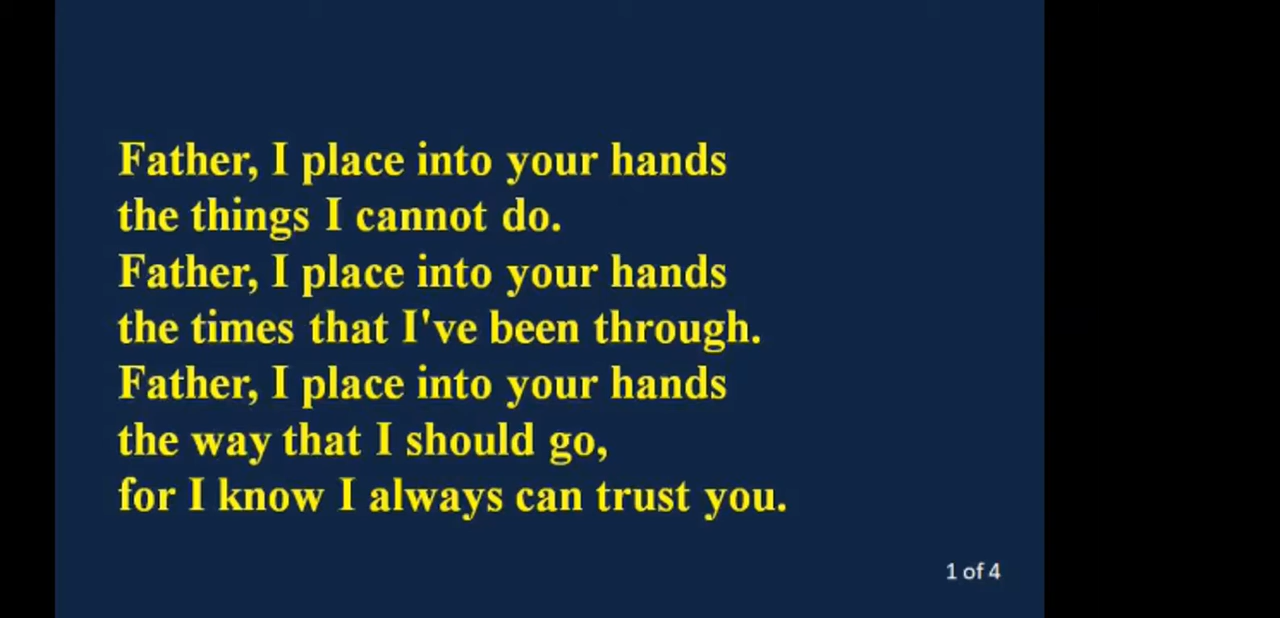 Father, I place into your hands
the things I cannot do.
Father, I place into your hands
the times that I've been through.
Father, I place into your hands
the way that I should go,
for I know I always can trust you.
1 of 4